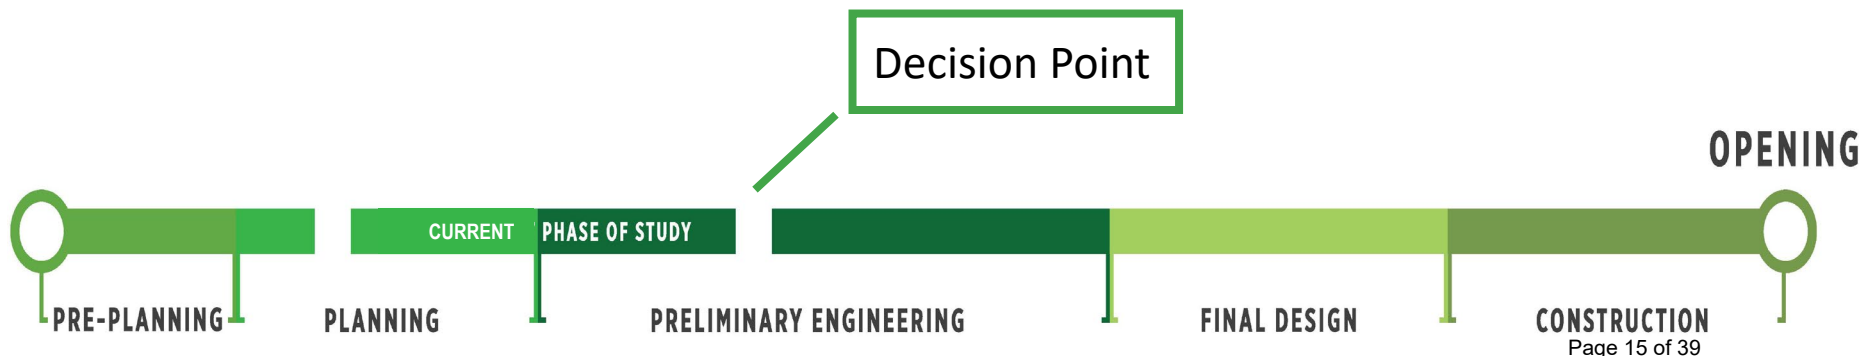 Decision Point
OPENING
CURRENT PHASE OF STUDY
PRE-PLANNING
PLANNING
PRELIMINARY ENGINEERING
FINAL DESIGN
CONSTRUCTION
Page 15 of 39